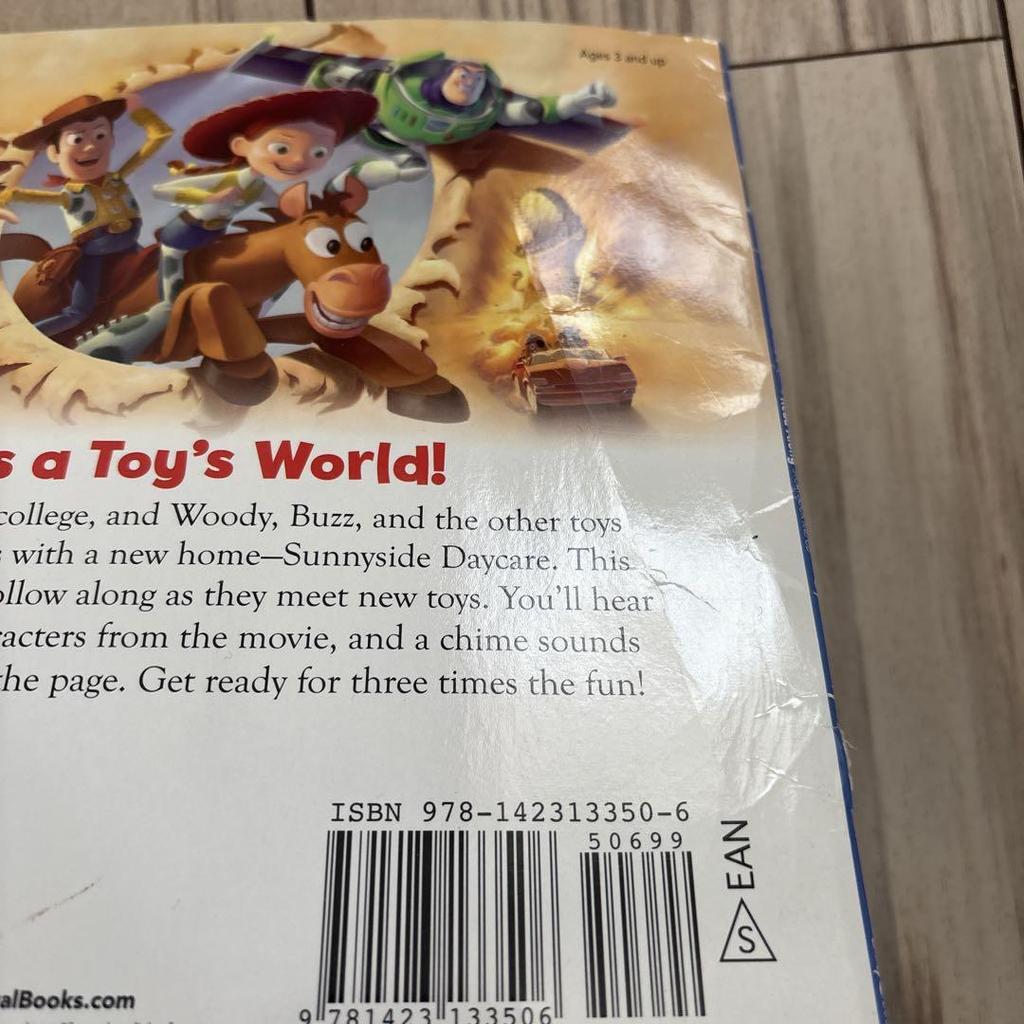 Ages 3 and up
s a Toy's World!
college, and Woody, Buzz, and the other toys
s with a new home—Sunnyside Daycare. This
ollow along as they meet new toys. You'll hear
racters from the movie, and a chime sounds
the page. Get ready for three times the fun!
ISBN 978-142313350-6
50699
EAN
S
9 781423 133506
alBooks.com